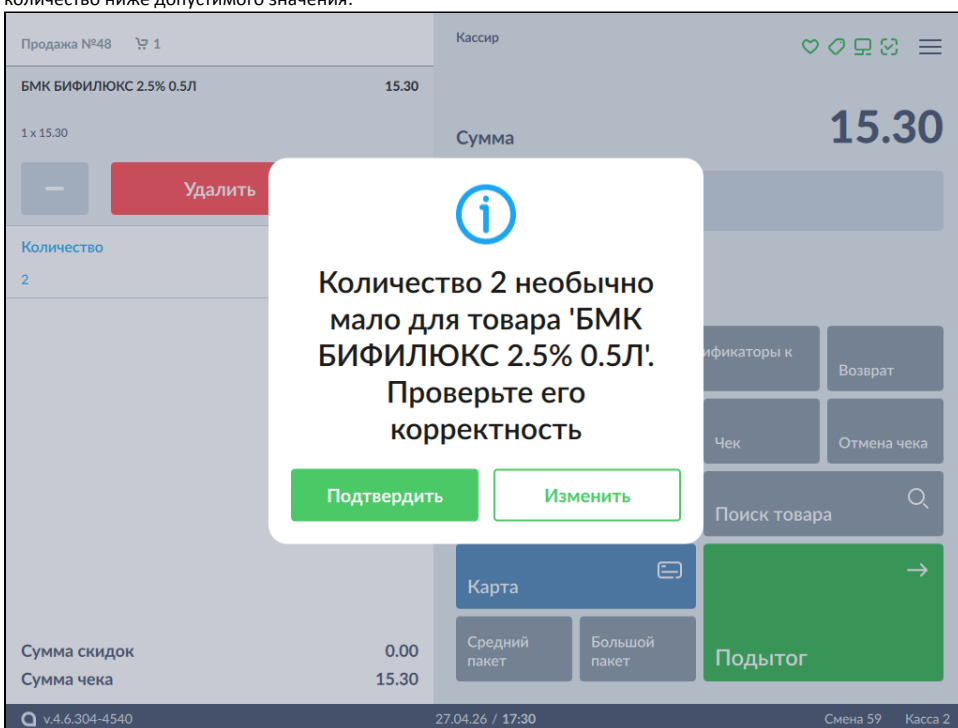 количество ниже допустимого значения.
Продажа №48 1
БМК БИФИЛЮКС 2.5% 0.5Л 15.30
1 x 15.30
Удалить
Количество
2
Сумма скидок 0.00
Сумма чека 15.30
Кассир
Сумма 15.30
Количество 2 необычно
мало для товара 'БМК
БИФИЛЮКС 2.5% 0.5Л'.
Проверьте его
корректность
Подтвердить Изменить
ификаторы к
Возврат
Чек
Отмена чека
Поиск товара
Карта
Средний
пакет
Большой
пакет
Подытог
v.4.6.304-4540 27.04.26 / 17:30 Смена 59 Касса 2